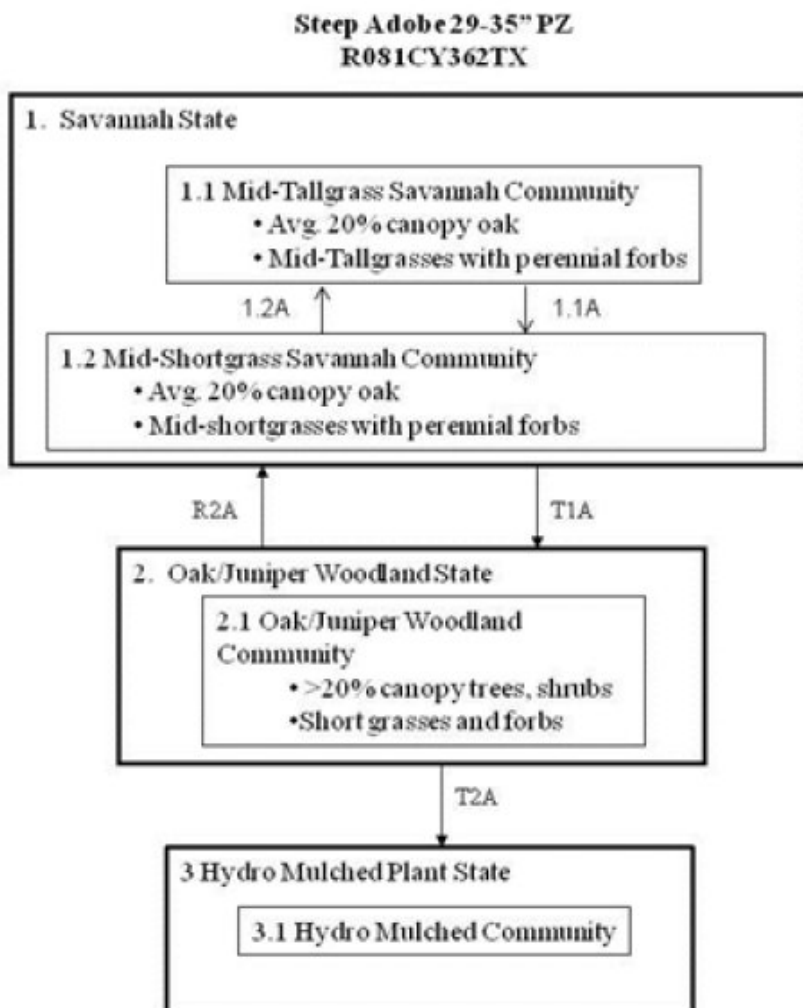 Steep Adobe 29-35” PZ
R081CY362TX
1. Savannah State
1.1 Mid-Tallgrass Savannah Community
• Avg. 20% canopy oak
• Mid-Tallgrasses with perennial forbs
1.2A
1.1A
1.2 Mid-Shortgrass Savannah Community
• Avg. 20% canopy oak
• Mid-shortgrasses with perennial forbs
R2A
T1A
2. Oak/Juniper Woodland State
2.1 Oak/Juniper Woodland
Community
• >20% canopy trees, shrubs
•Short grasses and forbs
T2A
3 Hydro Mulched Plant State
3.1 Hydro Mulched Community